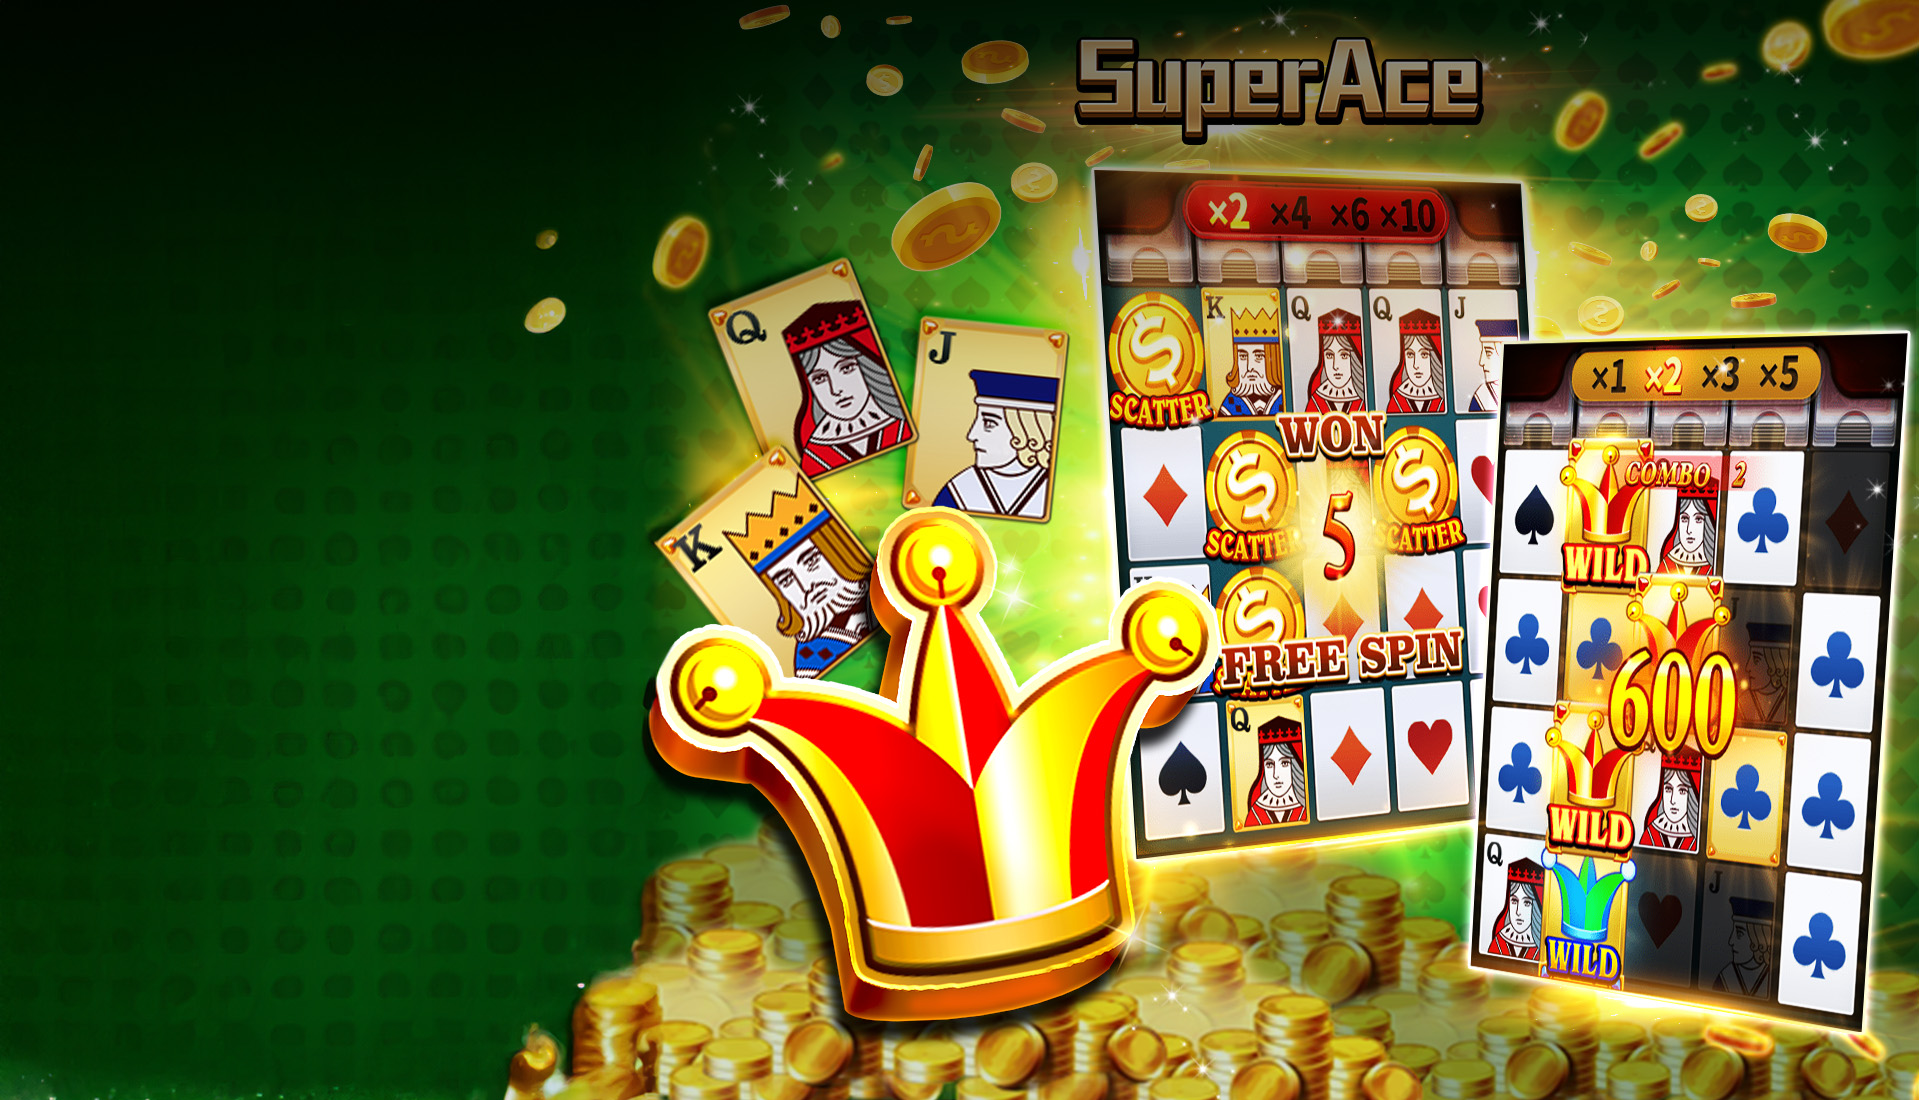 SuperAce
×2 ×4 ×6 ×10
K Q Q J
SCATTER
WON
5
SCATTER SCATTER
FREE SPIN
Q
×1 ×2 ×3 ×5
COMBO 2
WILD
600
J
WILD
Q J
WILD
Q
J
K